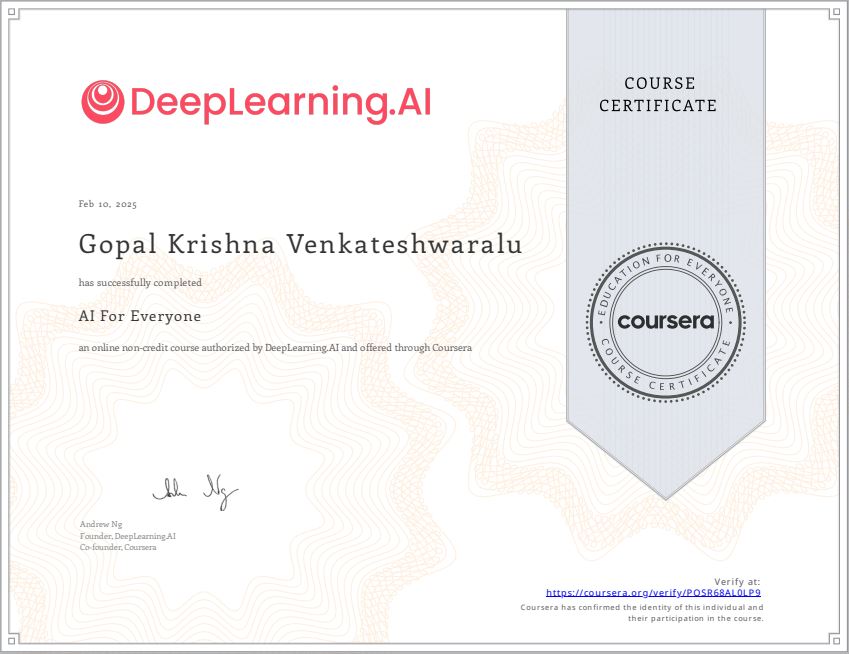 DeepLearning.AI
COURSE
CERTIFICATE
Feb 10, 2025
Gopal Krishna Venkateshwaralu
has successfully completed
AI For Everyone
an online non-credit course authorized by DeepLearning.AI and offered through Coursera
EDUCATION FOR EVERYONE
coursera
COURSE CERTIFICATE
Andrew Ng
Founder, DeepLearning.AI
Co-founder, Coursera
Verify at:
https://coursera.org/verify/POSR68AL0LP9
Coursera has confirmed the identity of this individual and
their participation in the course.